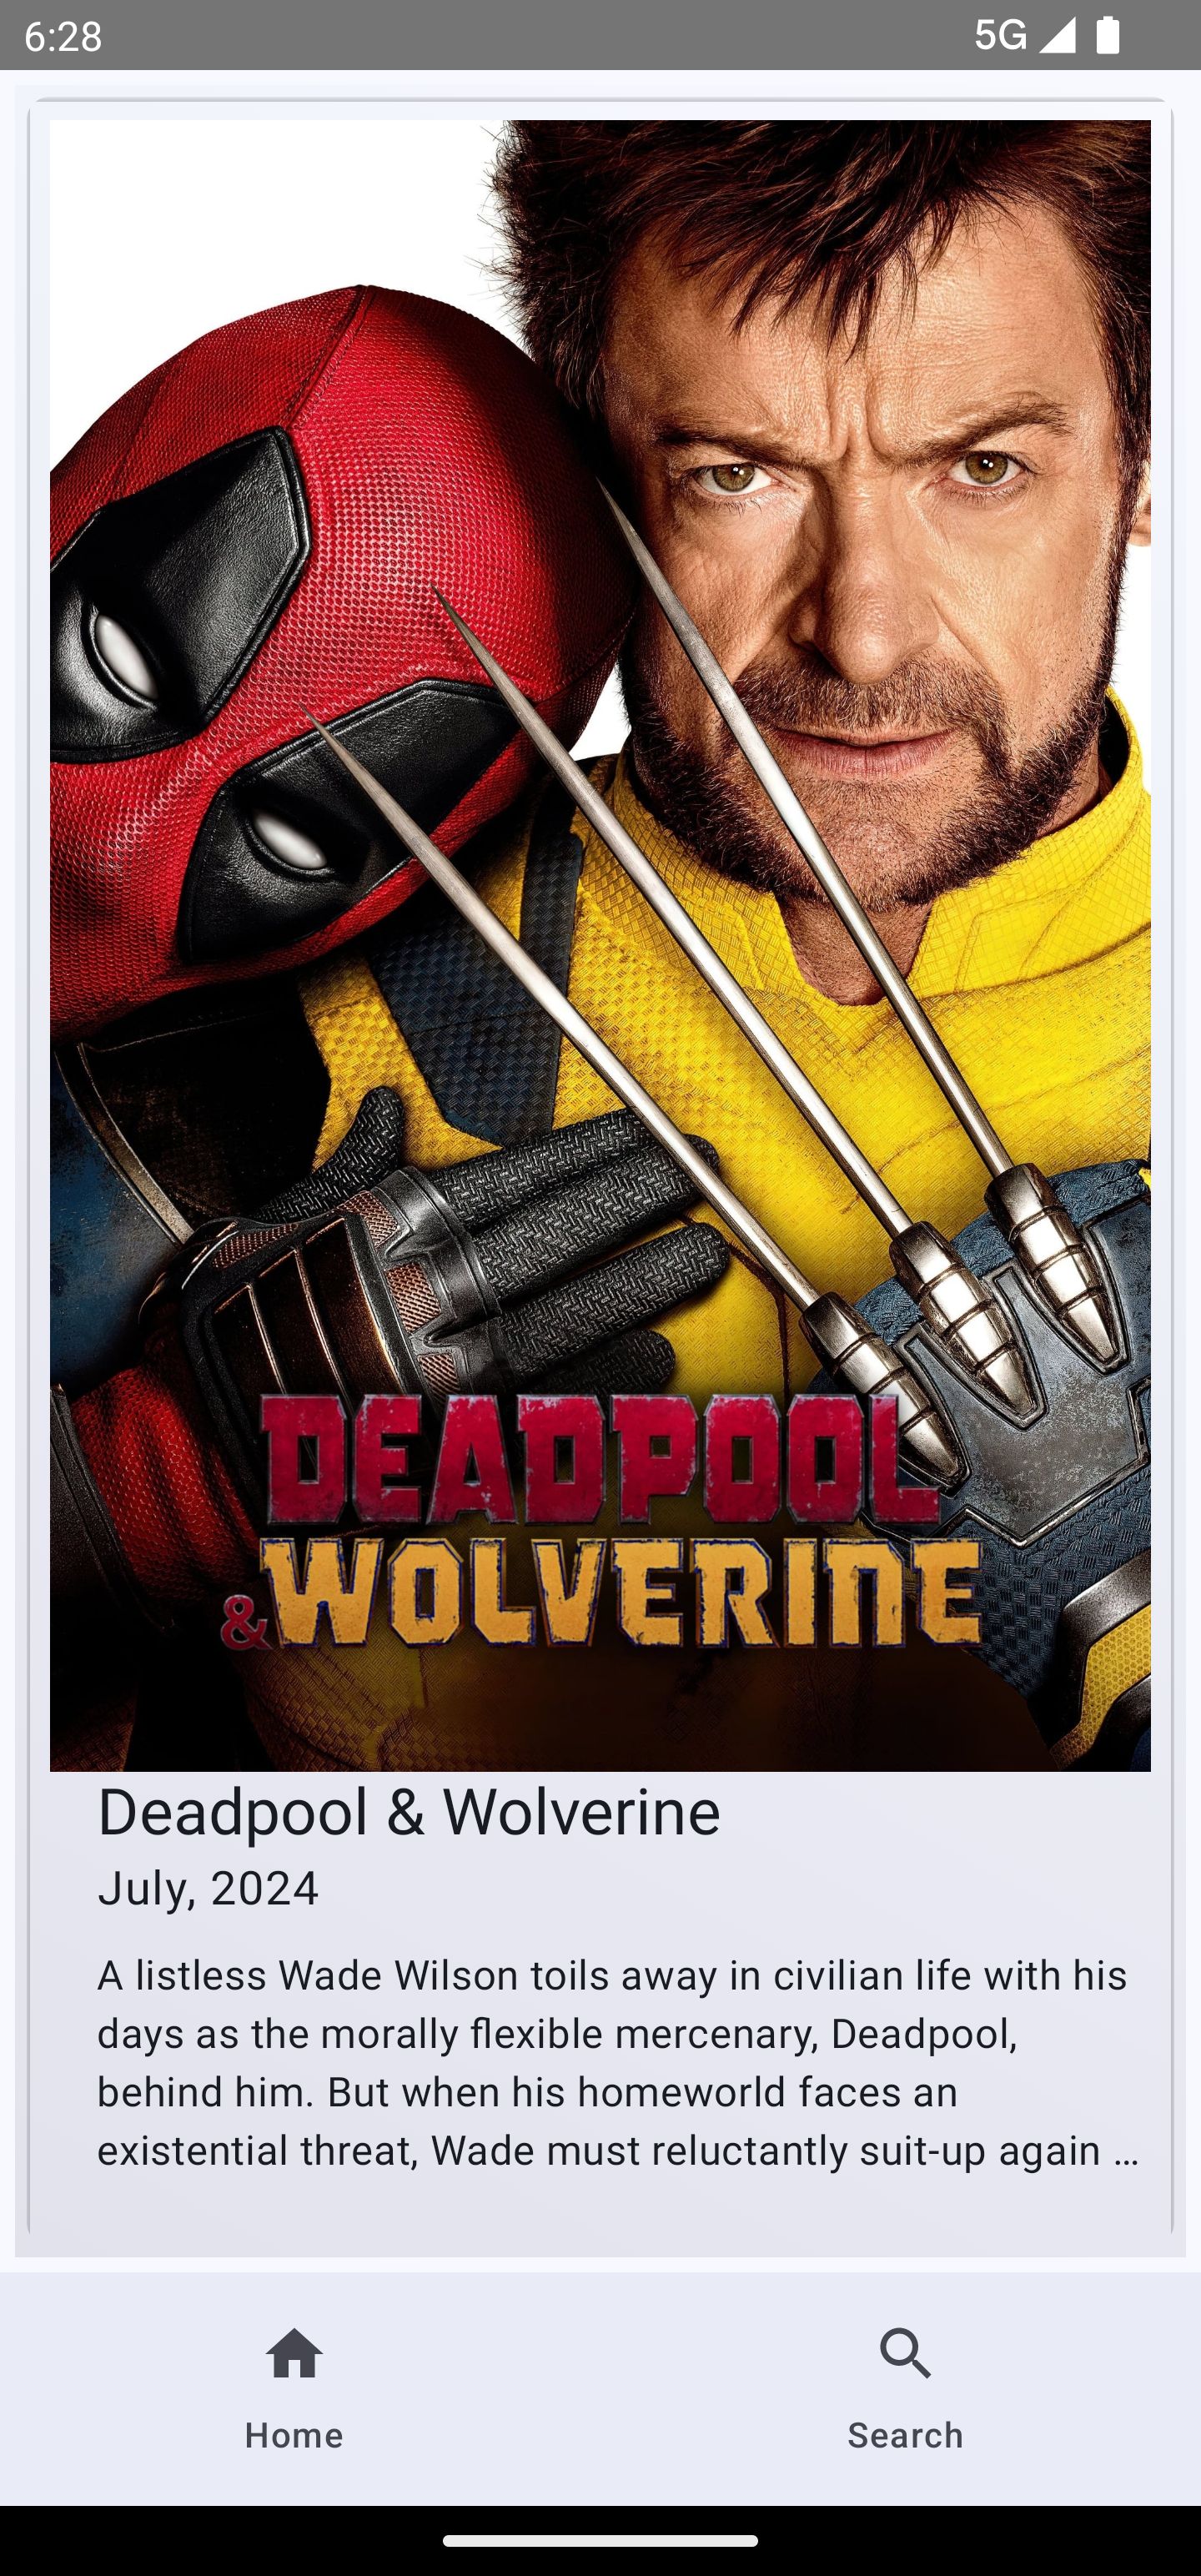 6:28
5G
DEADPOOL
&WOLVERINE
Deadpool & Wolverine
July, 2024
A listless Wade Wilson toils away in civilian life with his
days as the morally flexible mercenary, Deadpool,
behind him. But when his homeworld faces an
existential threat, Wade must reluctantly suit-up again …
Home
Search